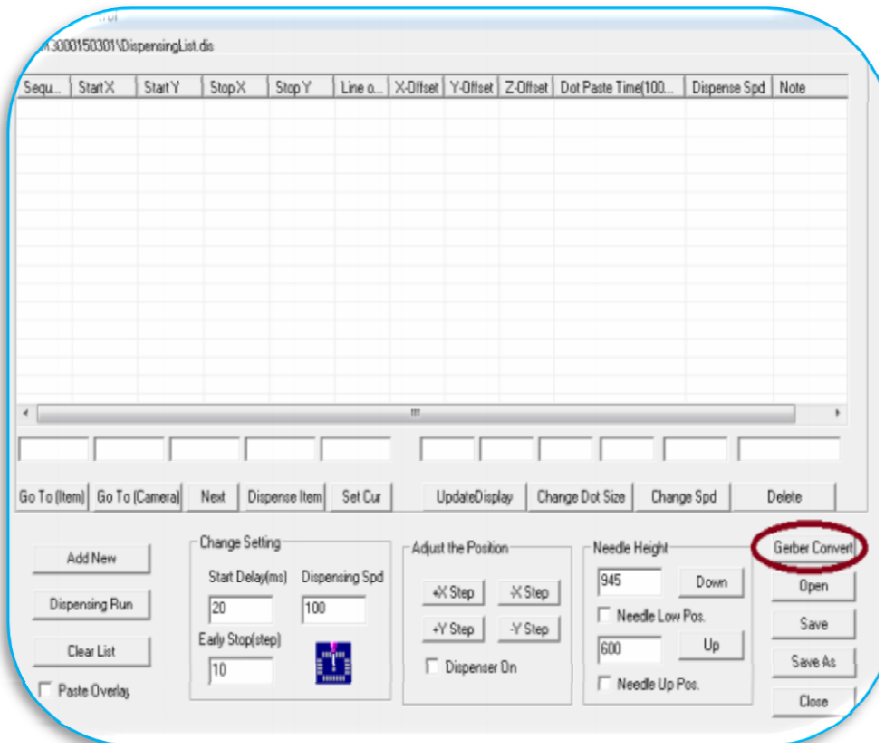 3000150301\DispensingList.dis
Sequ... Start X Start Y Stop X Stop Y Line o... X-Offset Y-Offset Z-Offset Dot Paste Time(100... Dispense Spd Note
Go To (Item) Go To (Camera) Next Dispense Item Set Cur UpdateDisplay Change Dot Size Change Spd Delete
Add New
Dispensing Run
Clear List
Paste Overlay
Change Setting
Start Delay(ms) Dispensing Spd
20 100
Early Stop(step)
10
Adjust the Position
+X Step -X Step
+Y Step -Y Step
Dispenser On
Needle Height
945 Down
Needle Low Pos.
600 Up
Needle Up Pos.
Gerber Convert
Open
Save
Save As
Close